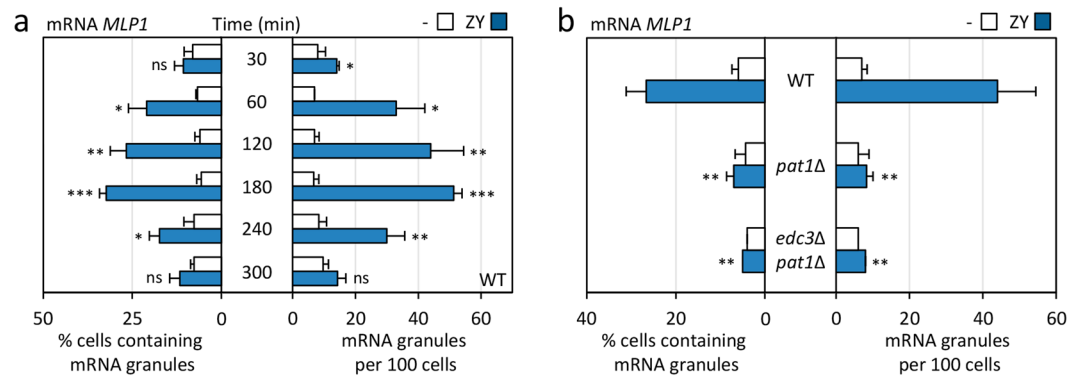 a
mRNA MLP1 Time (min) - ZY
ns 30 *
* 60 *
** 120 **
*** 180 ***
* 240 **
ns 300 ns WT
50 25 0 0 20 40 60
% cells containing mRNA granules
mRNA granules per 100 cells
b
mRNA MLP1 - ZY
WT
** pat1Δ **
edc3Δ
** pat1Δ **
40 20 0 0 20 40 60
% cells containing mRNA granules
mRNA granules per 100 cells